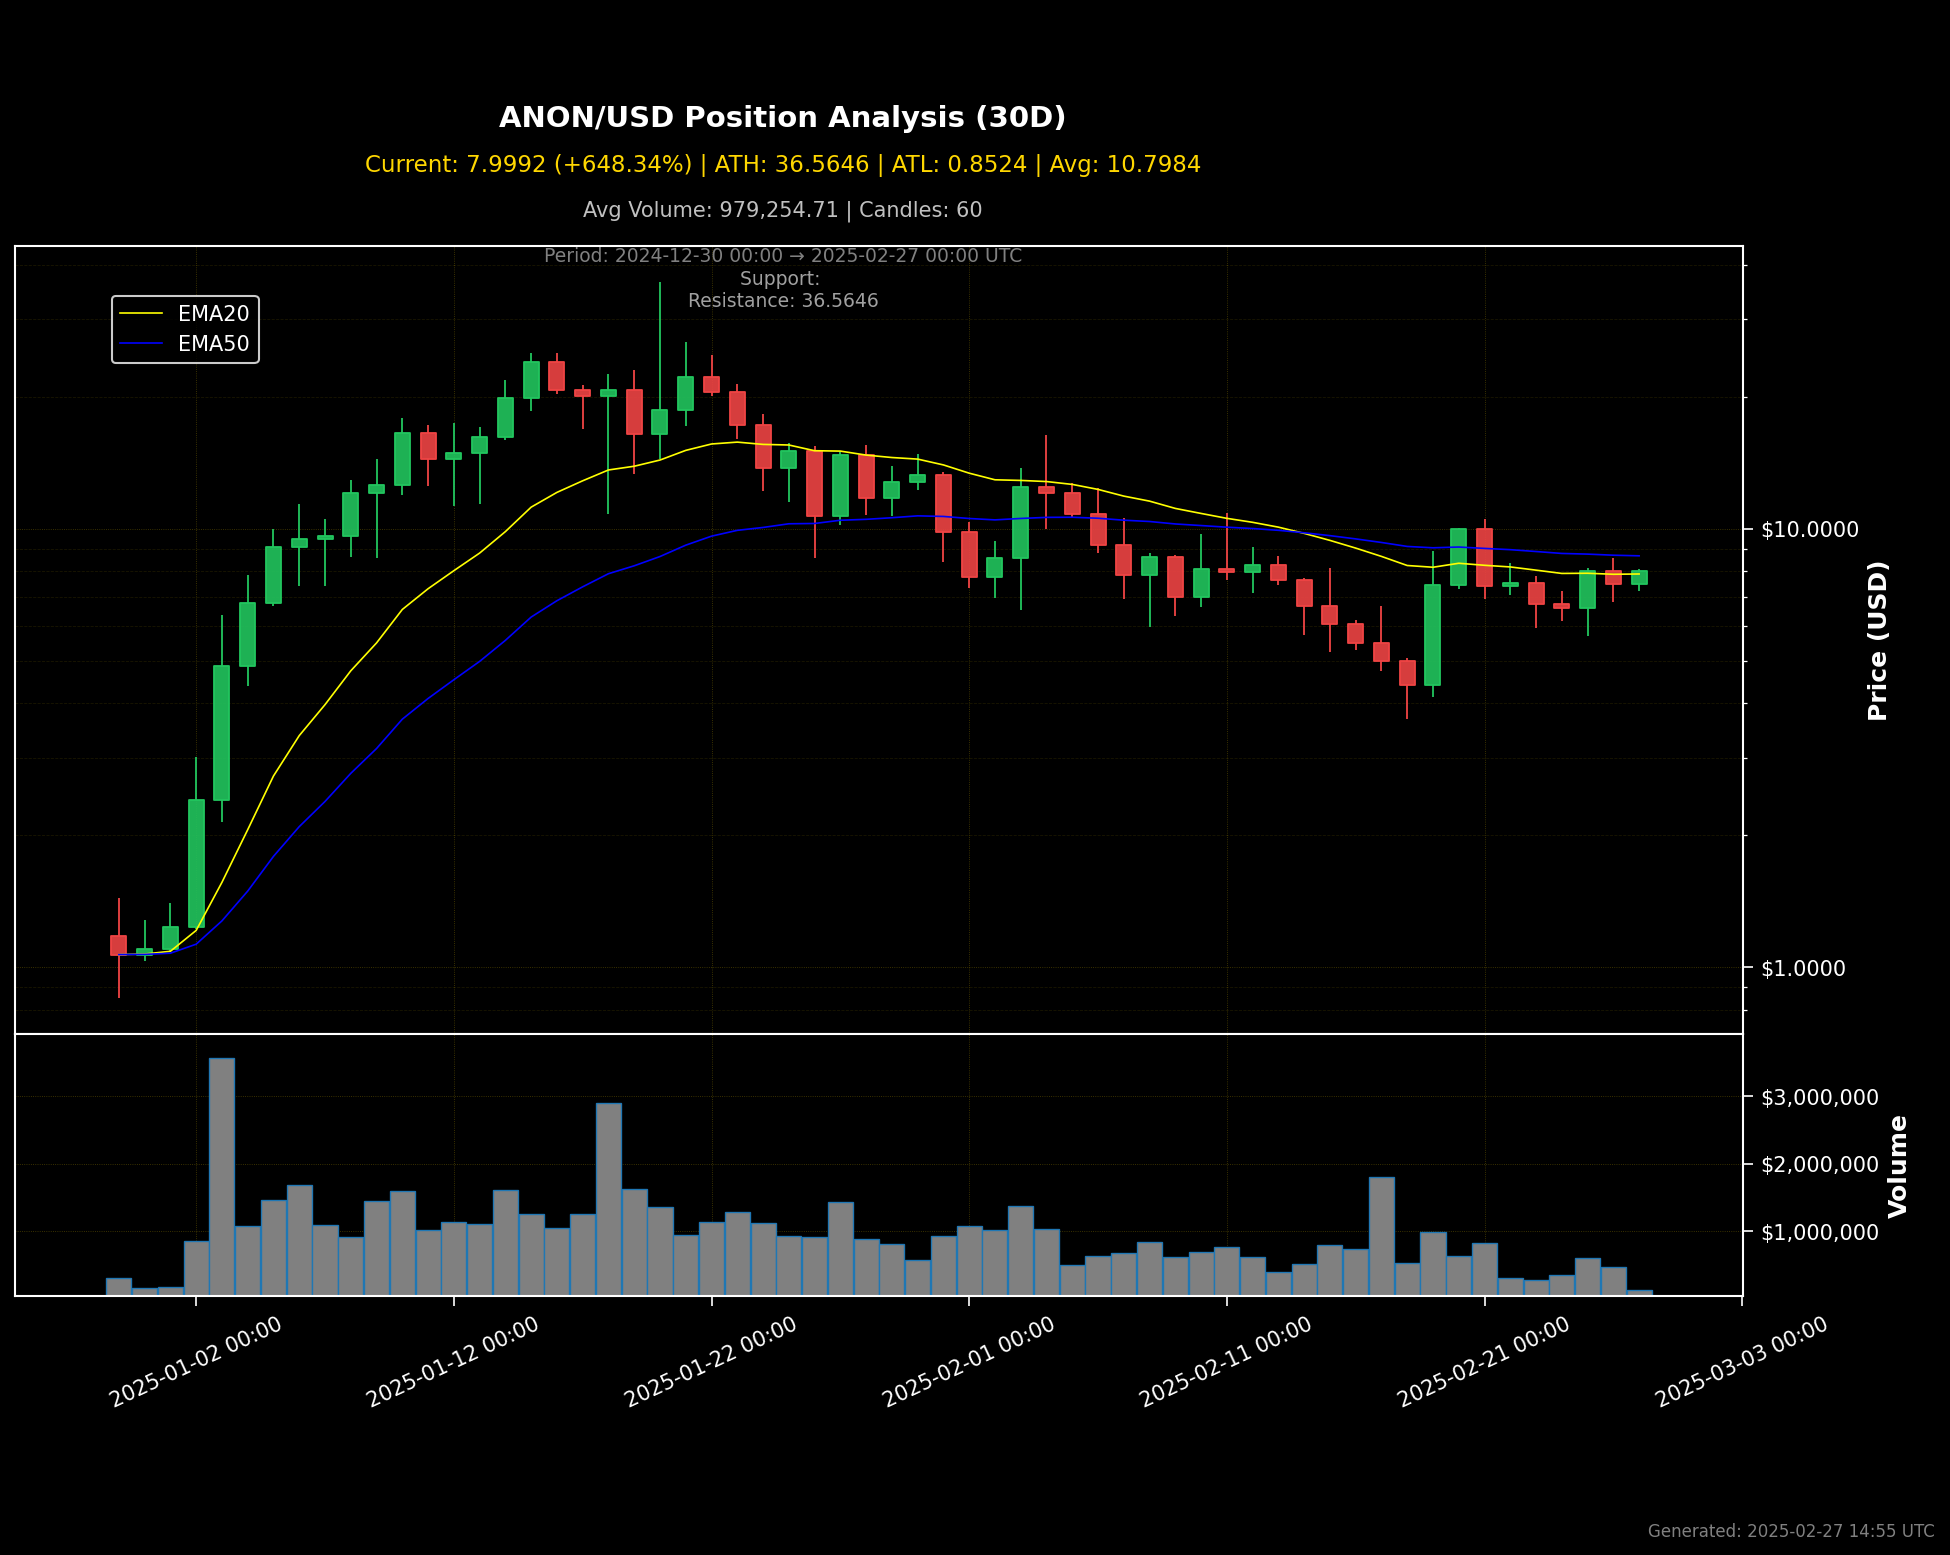 ANON/USD Position Analysis (30D)
Current: 7.9992 (+648.34%) | ATH: 36.5646 | ATL: 0.8524 | Avg: 10.7984
Avg Volume: 979,254.71 | Candles: 60
Period: 2024-12-30 00:00 → 2025-02-27 00:00 UTC
Support:
Resistance: 36.5646
EMA20
EMA50
$10.0000
$1.0000
Price (USD)
$3,000,000
$2,000,000
$1,000,000
Volume
2025-01-02 00:00
2025-01-12 00:00
2025-01-22 00:00
2025-02-01 00:00
2025-02-11 00:00
2025-02-21 00:00
2025-03-03 00:00
Generated: 2025-02-27 14:55 UTC